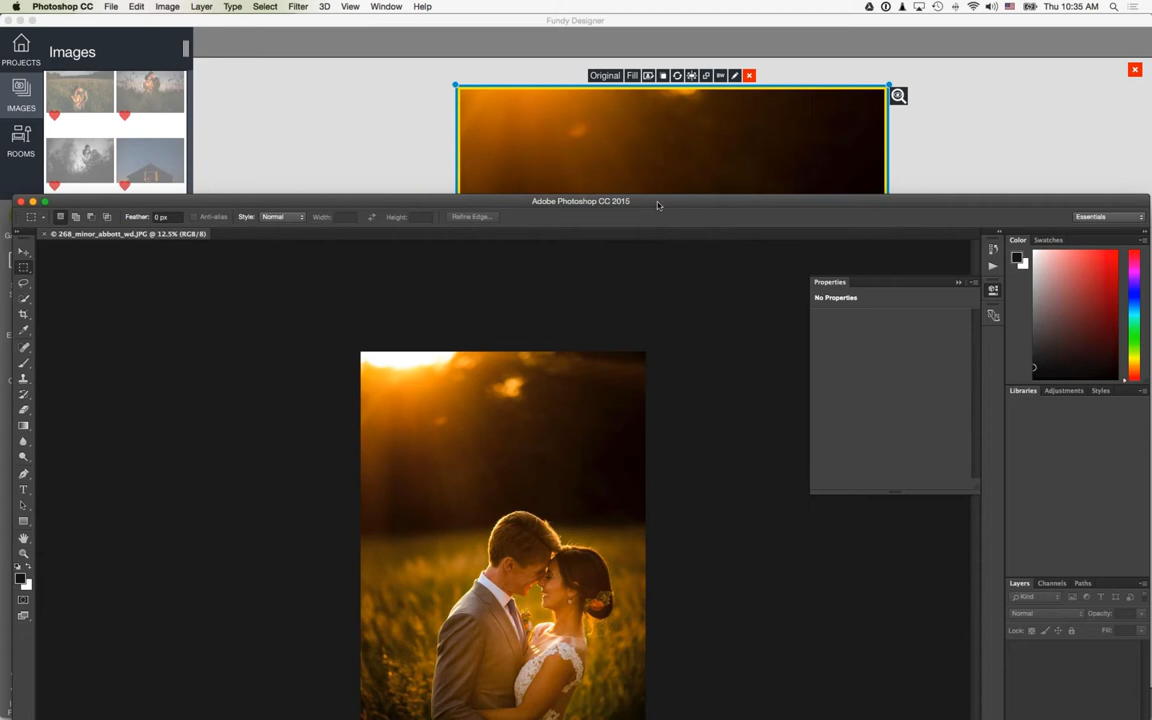 Photoshop CC File Edit Image Layer Type Select Filter 3D View Window Help Thu 10:35 AM
Fundy Designer
PROJECTS
Images
IMAGES
ROOMS
Original Fill BW
Adobe Photoshop CC 2015
Feather: 0 px Anti-alias Style: Normal Width: Height: Refine Edge... Essentials
× © 268_minor_abbott_wd.JPG @ 12.5% (RGB/8)
Color Swatches
Properties
No Properties
Libraries Adjustments Styles
Layers Channels Paths
Kind
Normal Opacity:
Lock: Fill: